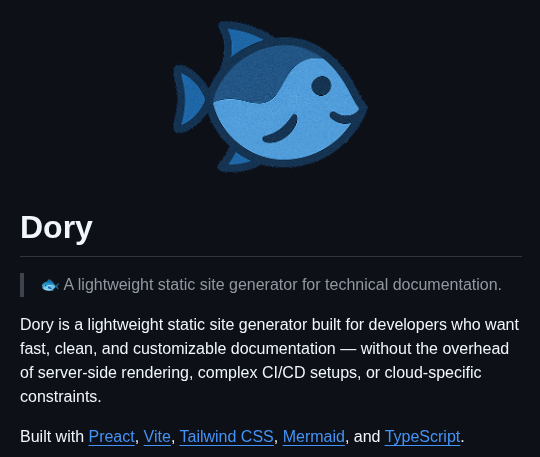 Dory
🐟 A lightweight static site generator for technical documentation.
Dory is a lightweight static site generator built for developers who want
fast, clean, and customizable documentation — without the overhead
of server-side rendering, complex CI/CD setups, or cloud-specific
constraints.
Built with Preact, Vite, Tailwind CSS, Mermaid, and TypeScript.